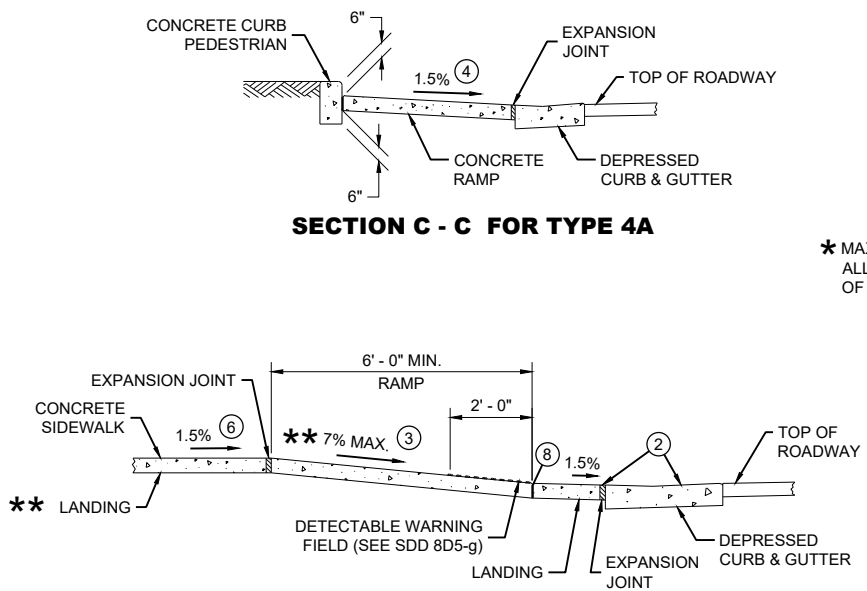 CONCRETE CURB
PEDESTRIAN
6"
1.5% 4
EXPANSION
JOINT
TOP OF ROADWAY
6"
CONCRETE
RAMP
DEPRESSED
CURB & GUTTER
SECTION C - C FOR TYPE 4A
* MAX
ALL
OF
6' - 0" MIN.
RAMP
EXPANSION JOINT
2' - 0"
CONCRETE
SIDEWALK
1.5% 6
** 7% MAX. 3
8
1.5%
2
TOP OF
ROADWAY
** LANDING
DETECTABLE WARNING
FIELD (SEE SDD 8D5-g)
LANDING
EXPANSION
JOINT
DEPRESSED
CURB & GUTTER